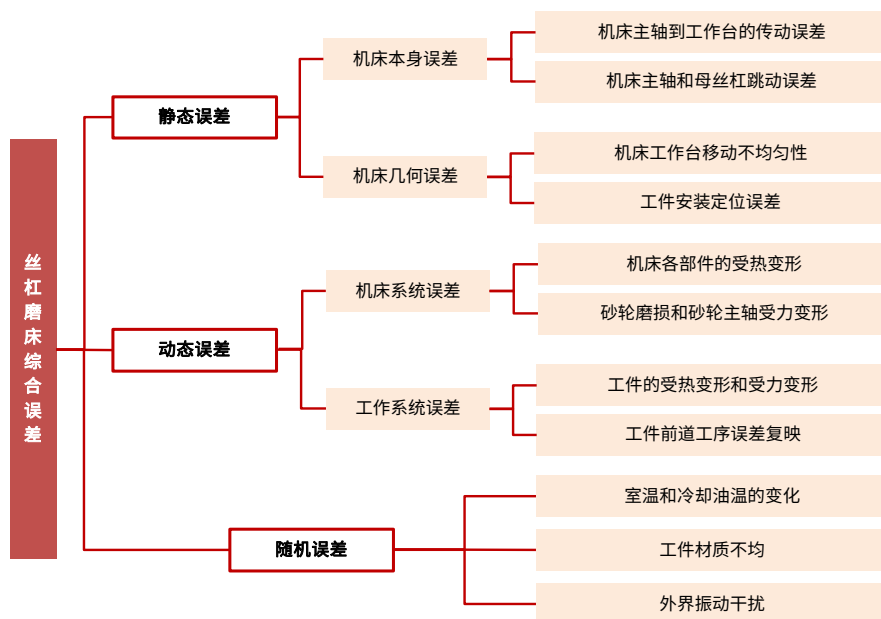 丝杠磨床综合误差
静态误差
机床本身误差
机床主轴到工作台的传动误差
机床主轴和母丝杠跳动误差
机床几何误差
机床工作台移动不均匀性
工件安装定位误差
动态误差
机床系统误差
机床各部件的受热变形
砂轮磨损和砂轮主轴受力变形
工作系统误差
工件的受热变形和受力变形
工件前道工序误差复映
随机误差
室温和冷却油温的变化
工件材质不均
外界振动干扰